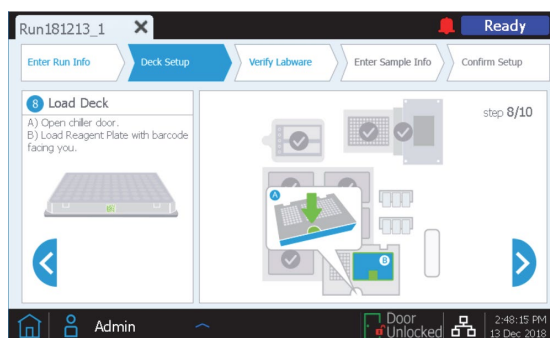 Run181213_1
Ready
Enter Run Info
Deck Setup
Verify Labware
Enter Sample Info
Confirm Setup
8 Load Deck
A) Open chiller door.
B) Load Reagent Plate with barcode
facing you.
step 8/10
A
B
Admin
Door
Unlocked
2:48:15 PM
13 Dec 2018